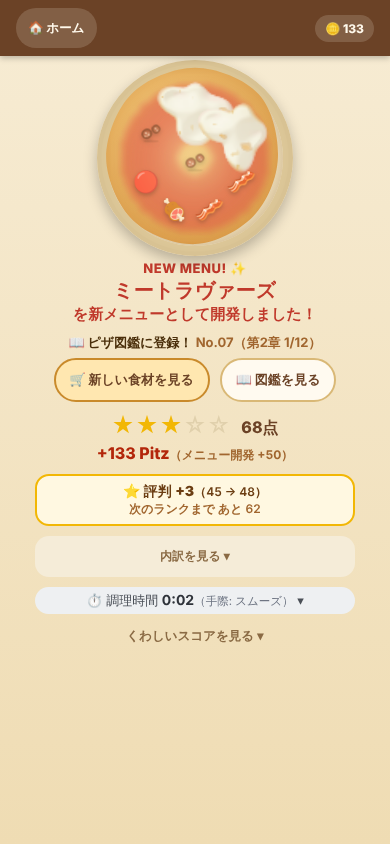 🏠 ホーム
🪙 133
NEW MENU! ✨
ミートラヴァーズ
を新メニューとして開発しました！
📖 ピザ図鑑に登録！ No.07（第2章 1/12）
🛒 新しい食材を見る
📖 図鑑を見る
★★★☆☆ 68点
+133 Pitz（メニュー開発 +50）
⭐ 評判 +3（45 → 48）
次のランクまで あと 62
内訳を見る ▾
⏱️ 調理時間 0:02（手際: スムーズ） ▾
くわしいスコアを見る ▾